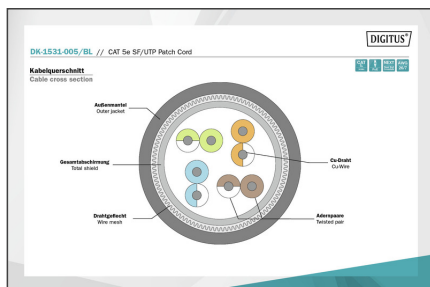 DIGITUS®
DK-1531-005/BL // CAT 5e SF/UTP Patch Cord
Kabelquerschnitt
Cable cross section
Außenmantel
Outer jacket
Gesamtabschirmung
Total shield
Cu-Draht
Cu-Wire
Drahtgeflecht
Wire mesh
Adernpaare
Twisted pair